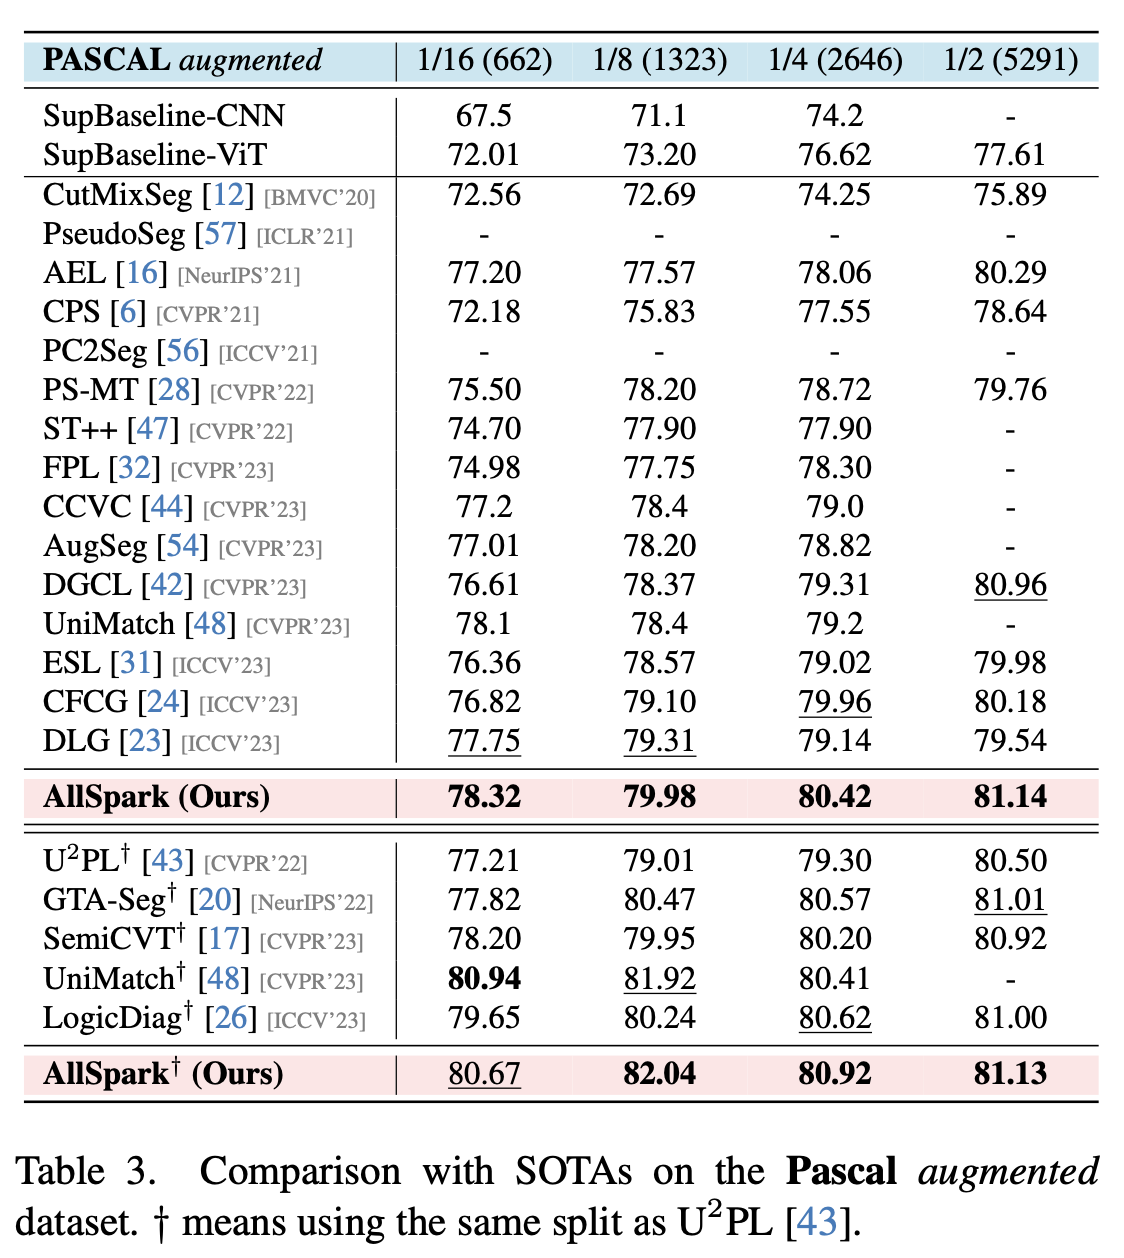 PASCAL augmented 1/16 (662) 1/8 (1323) 1/4 (2646) 1/2 (5291)
SupBaseline-CNN 67.5 71.1 74.2 -
SupBaseline-ViT 72.01 73.20 76.62 77.61
CutMixSeg [12] [BMVC'20] 72.56 72.69 74.25 75.89
PseudoSeg [57] [ICLR'21] - - - -
AEL [16] [NeurIPS'21] 77.20 77.57 78.06 80.29
CPS [6] [CVPR'21] 72.18 75.83 77.55 78.64
PC2Seg [56] [ICCV'21] - - - -
PS-MT [28] [CVPR'22] 75.50 78.20 78.72 79.76
ST++ [47] [CVPR'22] 74.70 77.90 77.90 -
FPL [32] [CVPR'23] 74.98 77.75 78.30 -
CCVC [44] [CVPR'23] 77.2 78.4 79.0 -
AugSeg [54] [CVPR'23] 77.01 78.20 78.82 -
DGCL [42] [CVPR'23] 76.61 78.37 79.31 80.96
UniMatch [48] [CVPR'23] 78.1 78.4 79.2 -
ESL [31] [ICCV'23] 76.36 78.57 79.02 79.98
CFCG [24] [ICCV'23] 76.82 79.10 79.96 80.18
DLG [23] [ICCV'23] 77.75 79.31 79.14 79.54
AllSpark (Ours) 78.32 79.98 80.42 81.14
U²PL† [43] [CVPR'22] 77.21 79.01 79.30 80.50
GTA-Seg† [20] [NeurIPS'22] 77.82 80.47 80.57 81.01
SemiCVT† [17] [CVPR'23] 78.20 79.95 80.20 80.92
UniMatch† [48] [CVPR'23] 80.94 81.92 80.41 -
LogicDiag† [26] [ICCV'23] 79.65 80.24 80.62 81.00
AllSpark† (Ours) 80.67 82.04 80.92 81.13
Table 3. Comparison with SOTAs on the Pascal augmented
dataset. † means using the same split as U²PL [43].